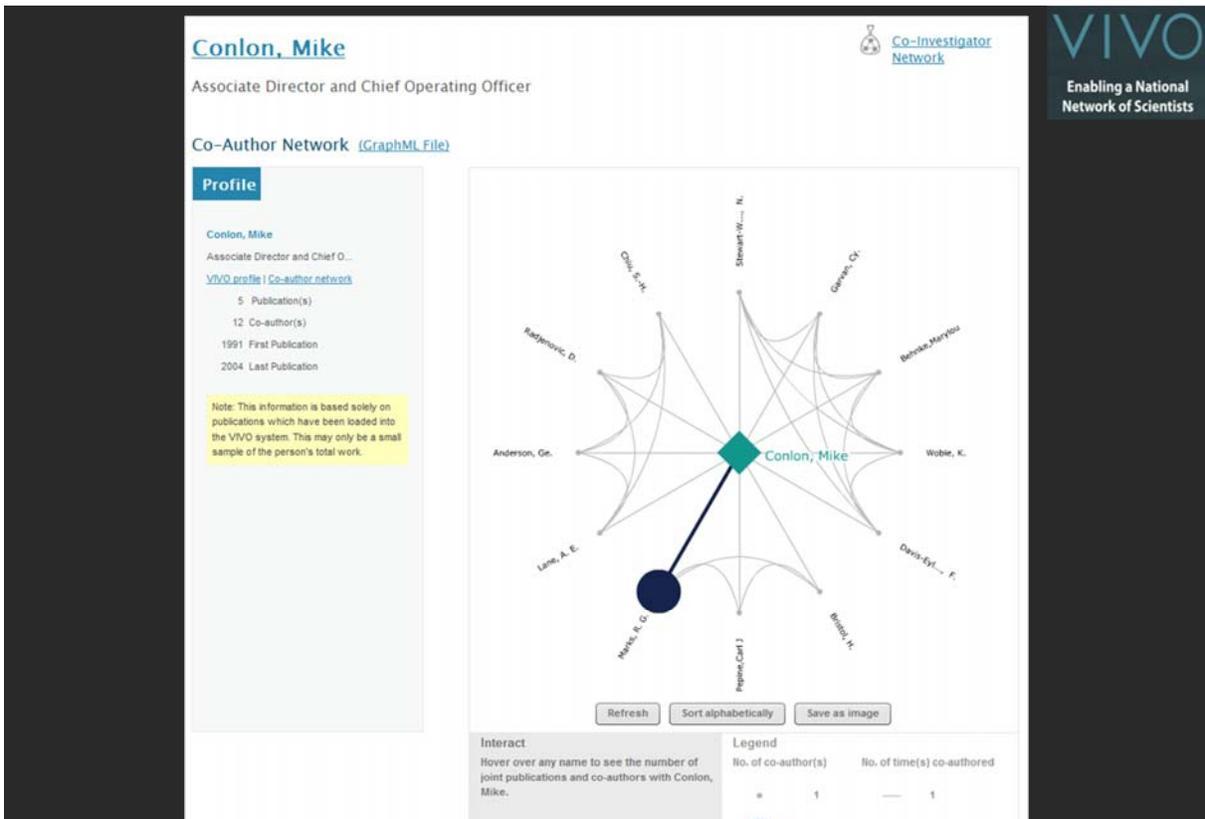 Conlon, Mike
Associate Director and Chief Operating Officer
Co-Investigator
Network
VIVO
Enabling a National
Network of Scientists
Co-Author Network (GraphML File)
Profile
Conlon, Mike
Associate Director and Chief O...
VIVO profile | Co-author network
5 Publication(s)
12 Co-author(s)
1991 First Publication
2004 Last Publication
Note: This information is based solely on
publications which have been loaded into
the VIVO system. This may only be a small
sample of the person's total work.
Stewart-W..., N.
Garvan, Cy.
Behnke,Marylou
Wobie, K.
Davis-Eyl..., F.
Bristol, H.
Pepine,Carl J
Marks, R. G.
Lane, A. E.
Anderson, Ge.
Radjenovic, D.
Chiu, S.-H.
Conlon, Mike
Refresh
Sort alphabetically
Save as image
Interact
Hover over any name to see the number of
joint publications and co-authors with Conlon,
Mike.
Legend
No. of co-author(s) No. of time(s) co-authored
1 1